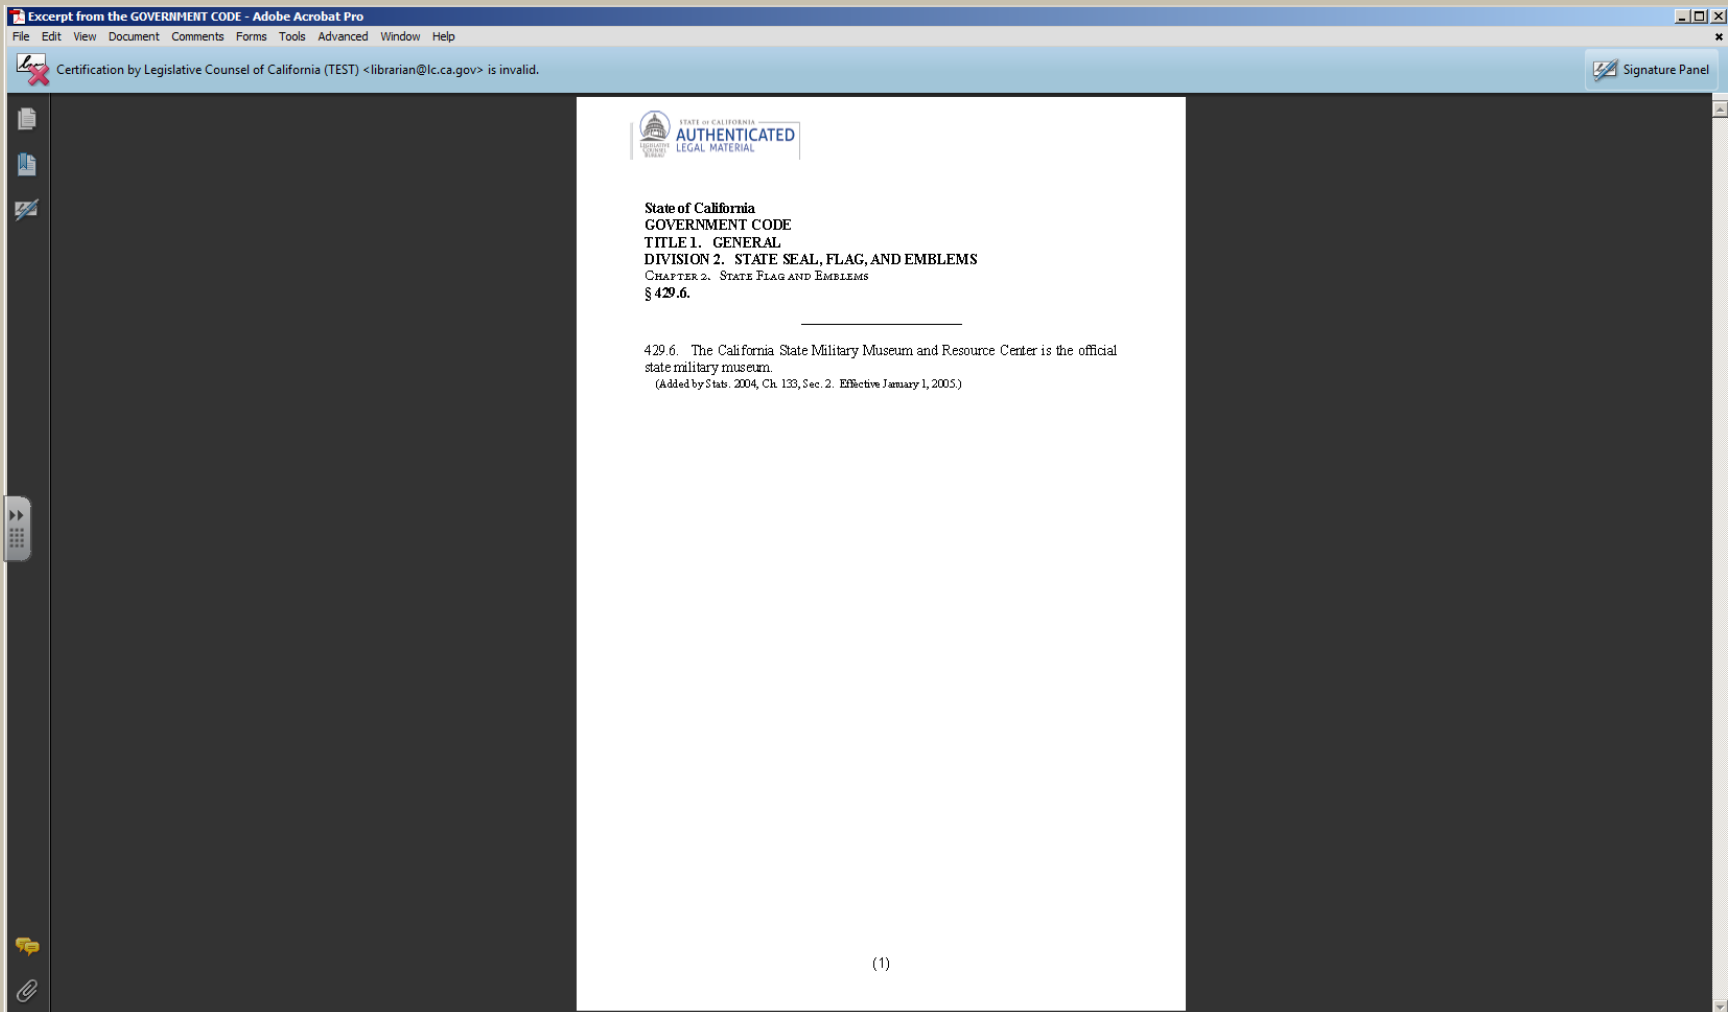 Excerpt from the GOVERNMENT CODE - Adobe Acrobat Pro
File Edit View Document Comments Forms Tools Advanced Window Help
Certification by Legislative Counsel of California (TEST) <librarian@lc.ca.gov> is invalid.
Signature Panel
STATE OF CALIFORNIA
AUTHENTICATED
LEGAL MATERIAL
LEGISLATIVE
COUNSEL
BUREAU
State of California
GOVERNMENT CODE
TITLE 1. GENERAL
DIVISION 2. STATE SEAL, FLAG, AND EMBLEMS
CHAPTER 2. STATE FLAG AND EMBLEMS
§ 429.6.
429.6. The California State Military Museum and Resource Center is the official
state military museum.
(Added by Stats. 2004, Ch. 133, Sec. 2. Effective January 1, 2005.)
(1)